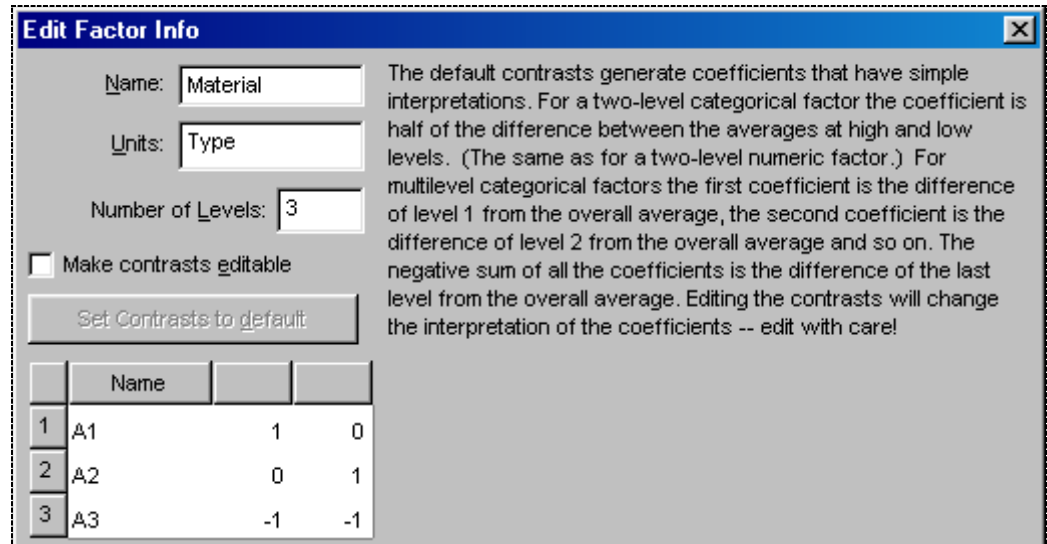 Edit Factor Info
Name: Material
Units: Type
Number of Levels: 3
Make contrasts editable
Set Contrasts to default
Name
1 A1 1 0
2 A2 0 1
3 A3 -1 -1
The default contrasts generate coefficients that have simple
interpretations. For a two-level categorical factor the coefficient is
half of the difference between the averages at high and low
levels. (The same as for a two-level numeric factor.) For
multilevel categorical factors the first coefficient is the difference
of level 1 from the overall average, the second coefficient is the
difference of level 2 from the overall average and so on. The
negative sum of all the coefficients is the difference of the last
level from the overall average. Editing the contrasts will change
the interpretation of the coefficients -- edit with care!